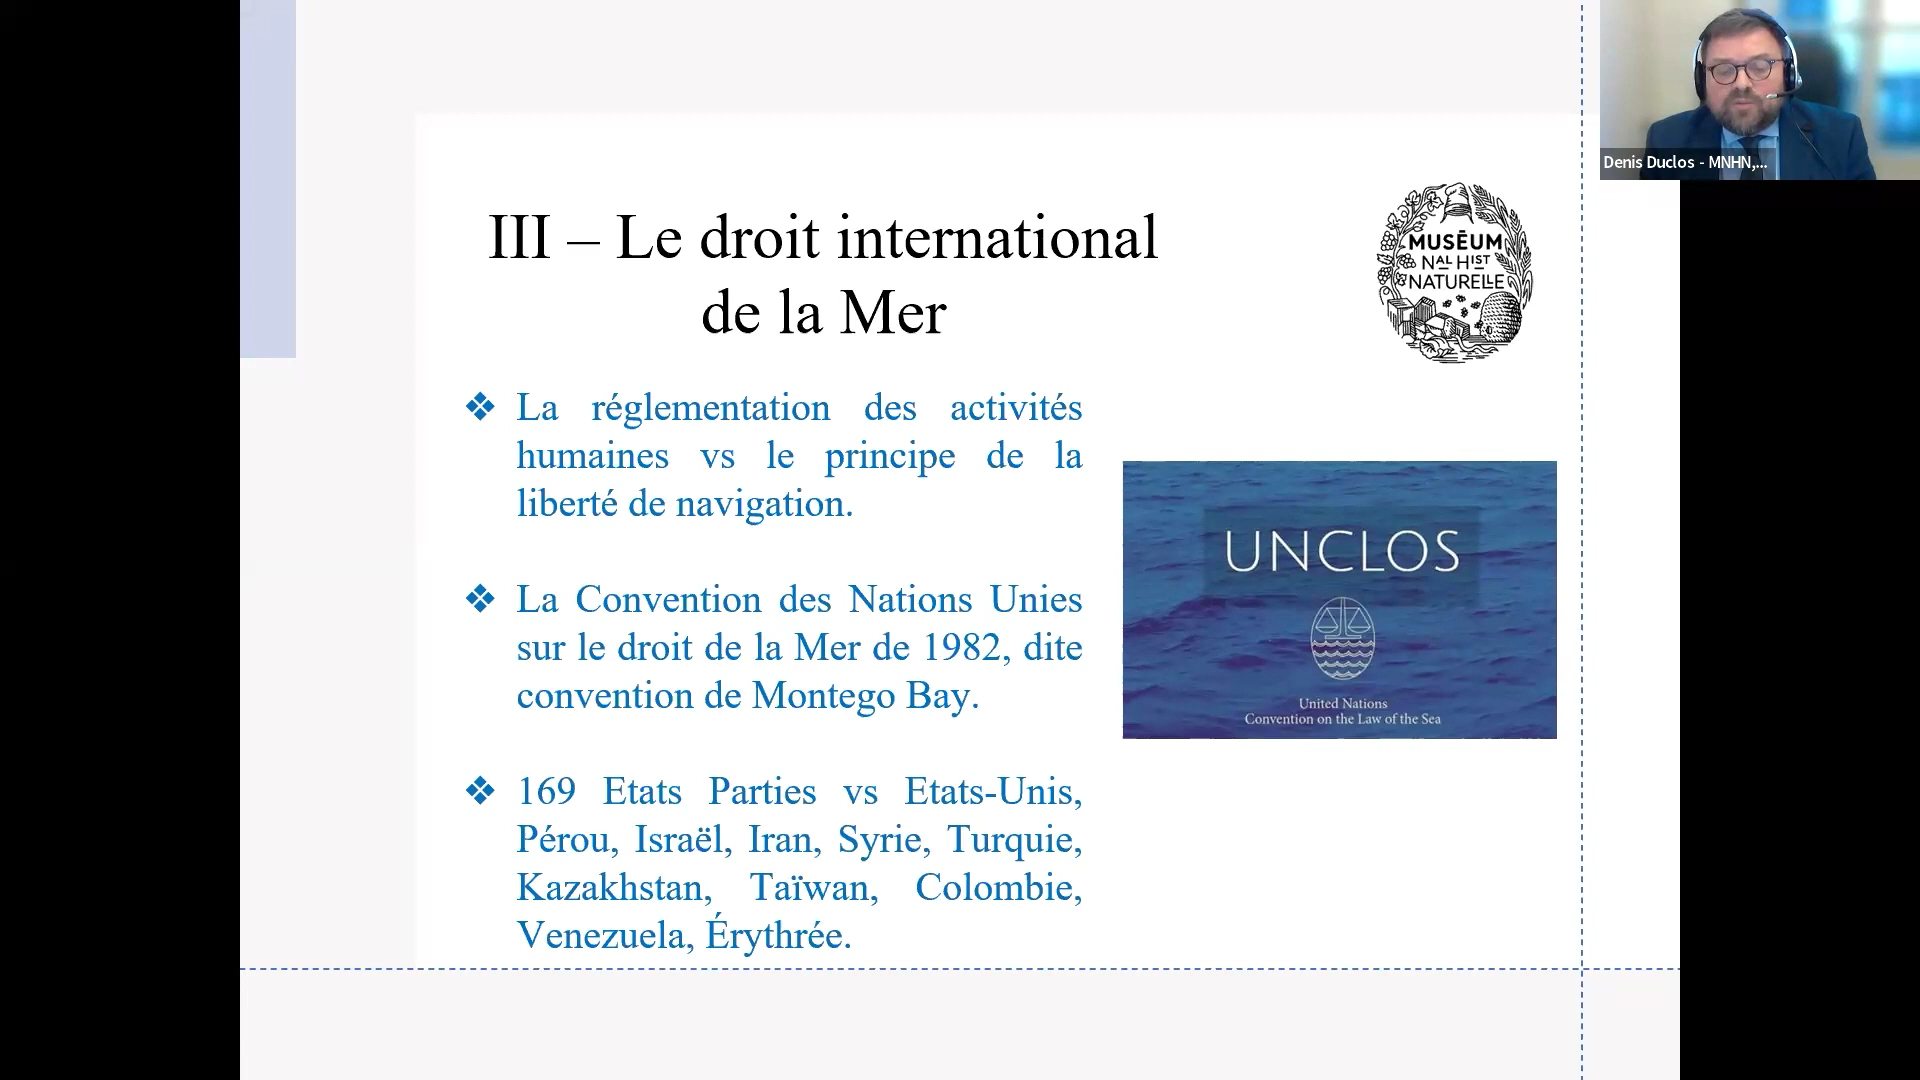 Denis Duclos - MNHN,...
III – Le droit international
de la Mer
MUSĒUM
NAL HIST
NATURELLE
❖ La réglementation des activités
humaines vs le principe de la
liberté de navigation.
❖ La Convention des Nations Unies
sur le droit de la Mer de 1982, dite
convention de Montego Bay.
❖ 169 Etats Parties vs Etats-Unis,
Pérou, Israël, Iran, Syrie, Turquie,
Kazakhstan, Taïwan, Colombie,
Venezuela, Érythrée.
UNCLOS
United Nations
Convention on the Law of the Sea